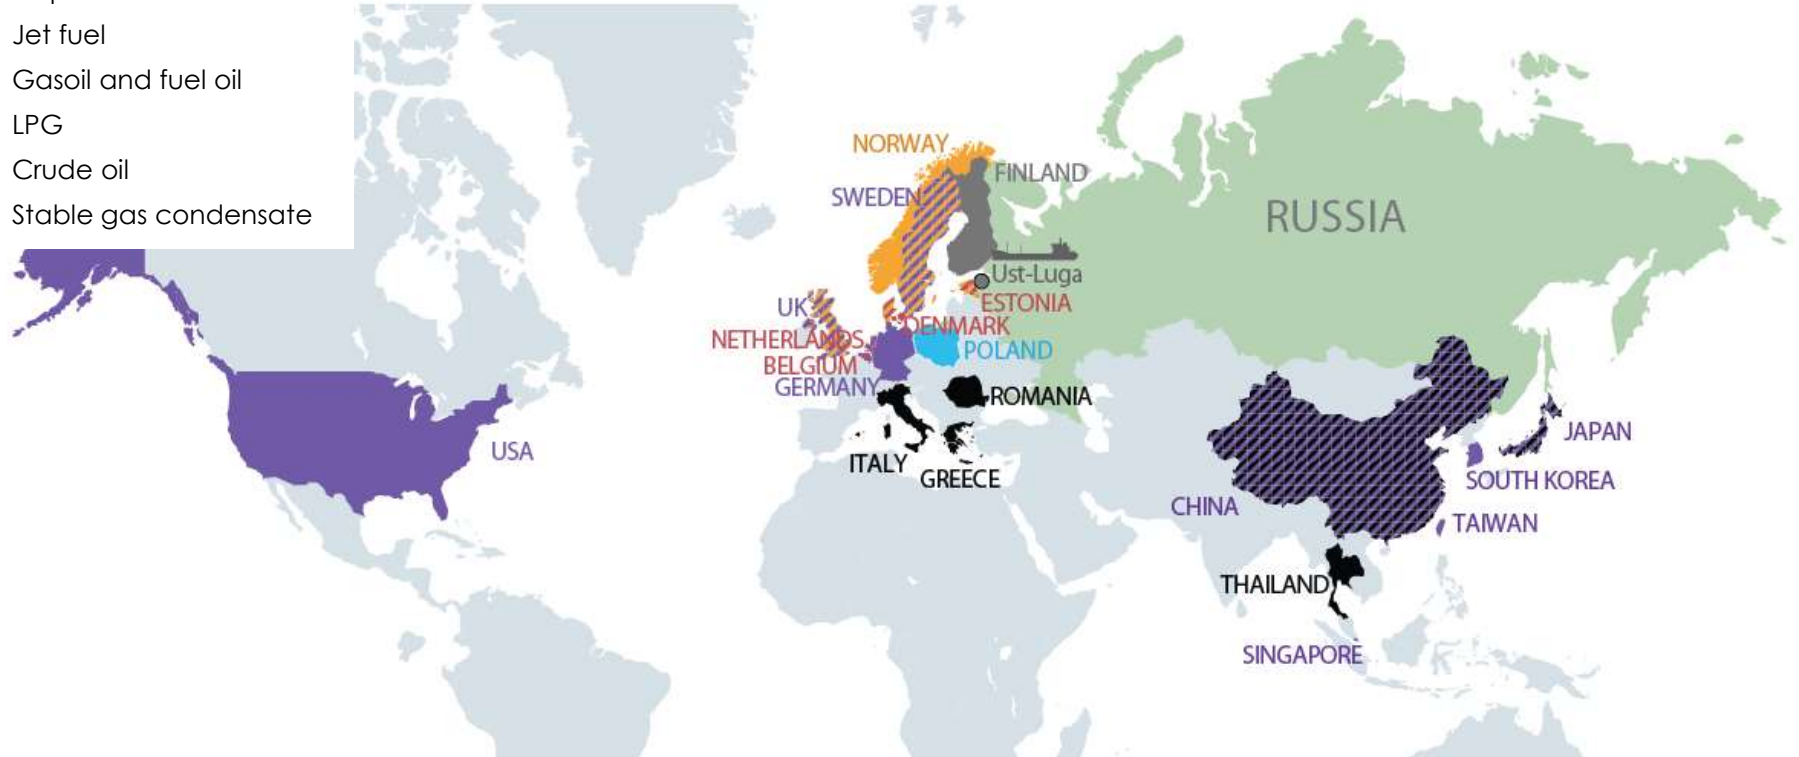 Jet fuel
Gasoil and fuel oil
LPG
Crude oil
Stable gas condensate
NORWAY
FINLAND
SWEDEN
RUSSIA
Ust-Luga
UK
ESTONIA
NETHERLANDS
DENMARK
BELGIUM
POLAND
GERMANY
ROMANIA
USA
ITALY
GREECE
JAPAN
SOUTH KOREA
CHINA
TAIWAN
THAILAND
SINGAPORE